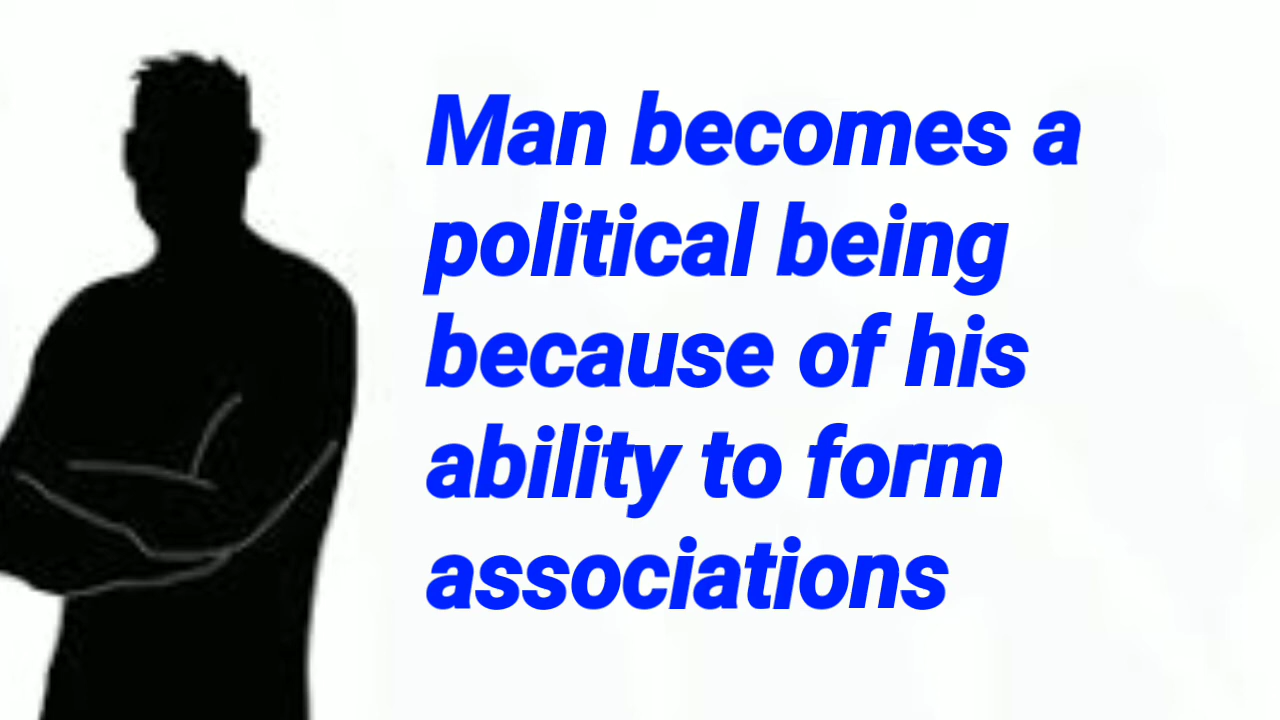 Man becomes a
political being
because of his
ability to form
associations